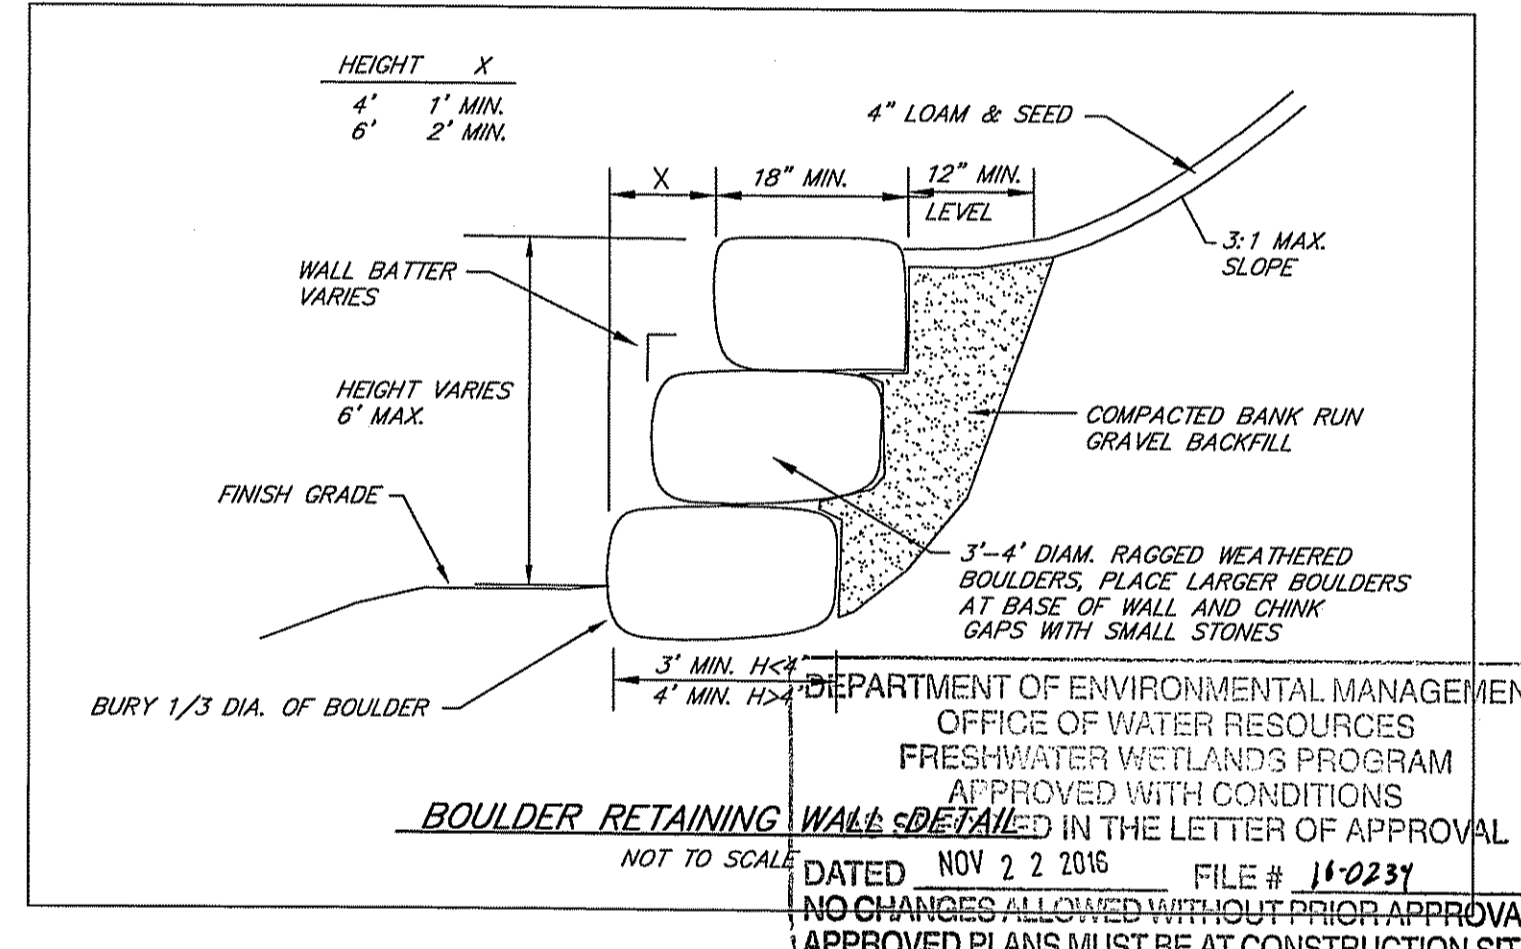 HEIGHT X
4' 1' MIN.
6' 2' MIN.
4" LOAM & SEED
X
18" MIN.
12" MIN.
LEVEL
3:1 MAX.
SLOPE
WALL BATTER
VARIES
HEIGHT VARIES
6' MAX.
COMPACTED BANK RUN
GRAVEL BACKFILL
FINISH GRADE
3'-4' DIAM. RAGGED WEATHERED
BOULDERS, PLACE LARGER BOULDERS
AT BASE OF WALL AND CHINK
GAPS WITH SMALL STONES
3' MIN. H<4'
4' MIN. H>4'
BURY 1/3 DIA. OF BOULDER
BOULDER RETAINING WALL DETAIL
NOT TO SCALE
DEPARTMENT OF ENVIRONMENTAL MANAGEMEN
OFFICE OF WATER RESOURCES
FRESHWATER WETLANDS PROGRAM
APPROVED WITH CONDITIONS
IN THE LETTER OF APPROVAL
DATED NOV 22 2016 FILE # 16-0234
NO CHANGES ALLOWED WITHOUT PRIOR APPROVA
APPROVED PLANS MUST BE AT CONSTRUCTION SIT